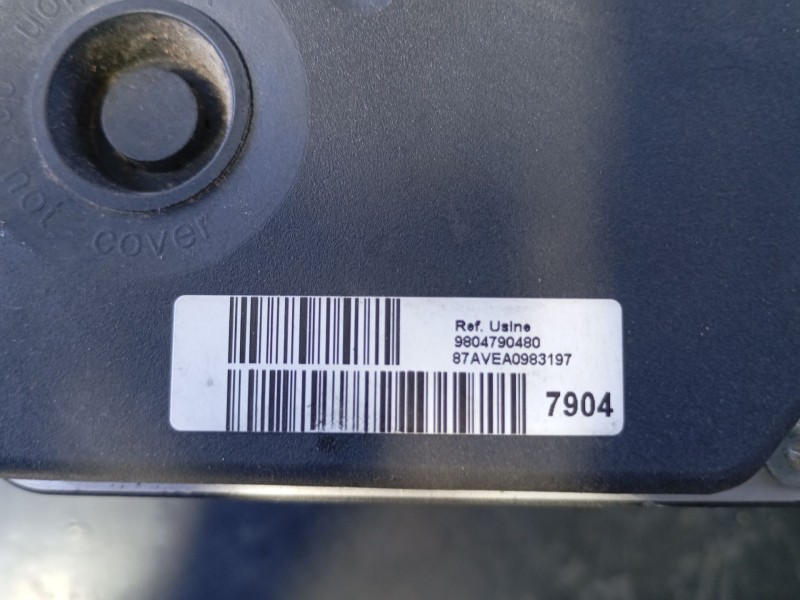 not cover
Ref. Usine
9804790480
87AVEA0983197
7904